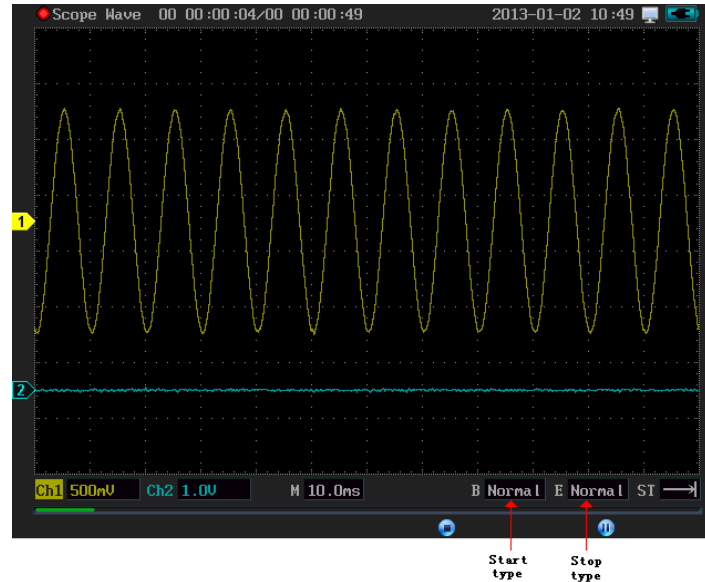 Scope Wave 00 00:00:04/00 00:00:49 2013-01-02 10:49
1
2
Ch1 500mV Ch2 1.0V M 10.0ms B Normal E Normal ST
Start type
Stop type